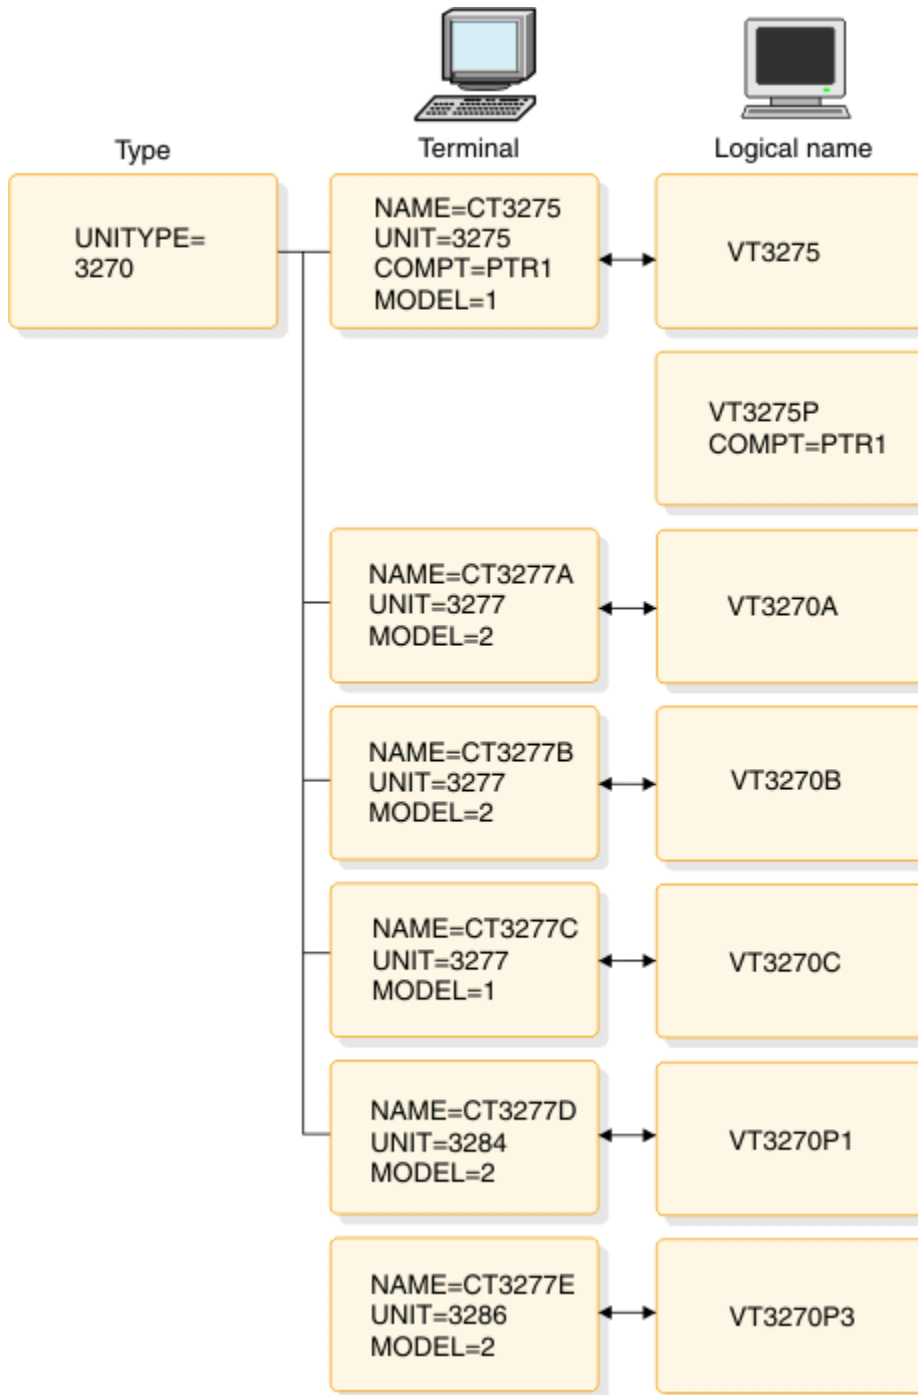 Type
Terminal
Logical name
UNITYPE=
3270
NAME=CT3275
UNIT=3275
COMPT=PTR1
MODEL=1
VT3275
VT3275P
COMPT=PTR1
NAME=CT3277A
UNIT=3277
MODEL=2
VT3270A
NAME=CT3277B
UNIT=3277
MODEL=2
VT3270B
NAME=CT3277C
UNIT=3277
MODEL=1
VT3270C
NAME=CT3277D
UNIT=3284
MODEL=2
VT3270P1
NAME=CT3277E
UNIT=3286
MODEL=2
VT3270P3